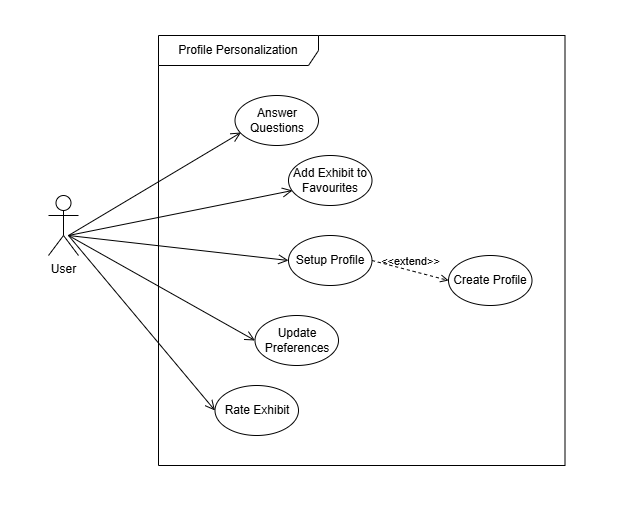 Profile Personalization
Answer
Questions
Add Exhibit to
Favourites
User
Setup Profile
<<extend>>
Create Profile
Update
Preferences
Rate Exhibit